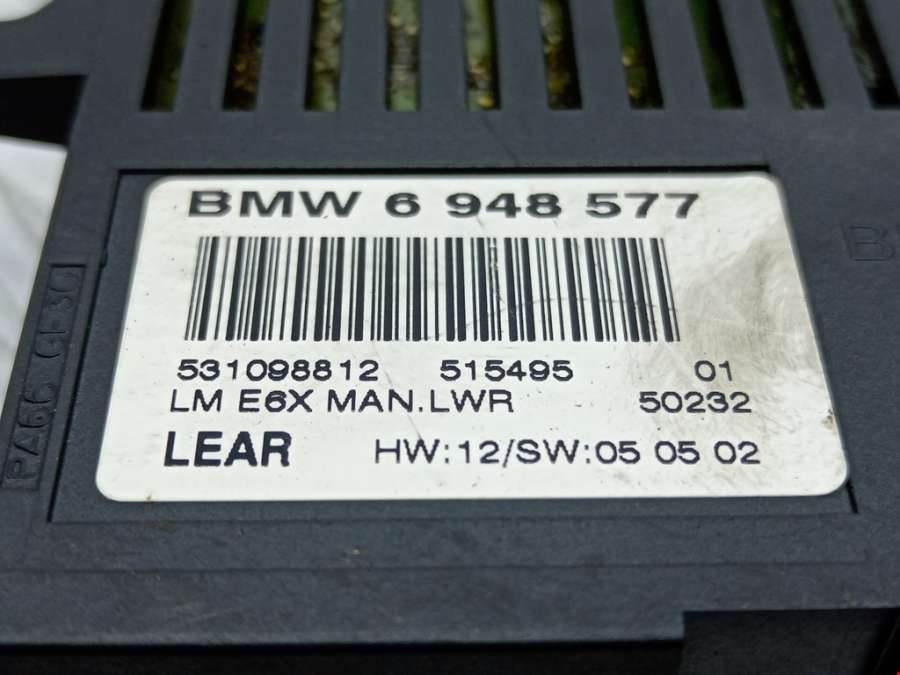 BMW 6 948 577
531098812 515495 01
LM E6X MAN.LWR 50232
LEAR HW:12/SW:05 05 02